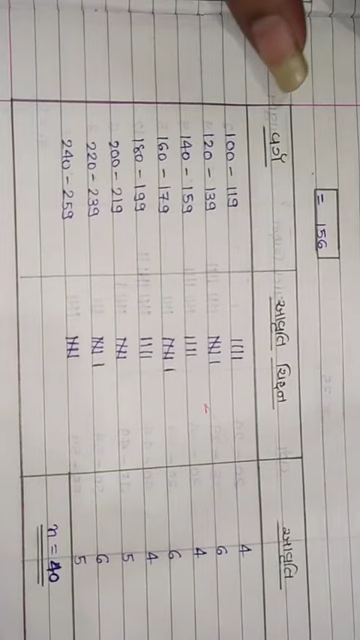 = 156
વર્ગ આવૃત્તિ ચિહ્ન આવૃત્તિ
100 - 119 |||| 4
120 - 139 𝍸 | 6
140 - 159 |||| 4
160 - 179 𝍸 | 6
180 - 199 |||| 4
200 - 219 𝍸 5
220 - 239 𝍸 | 6
240 - 259 𝍸 5
n = 40